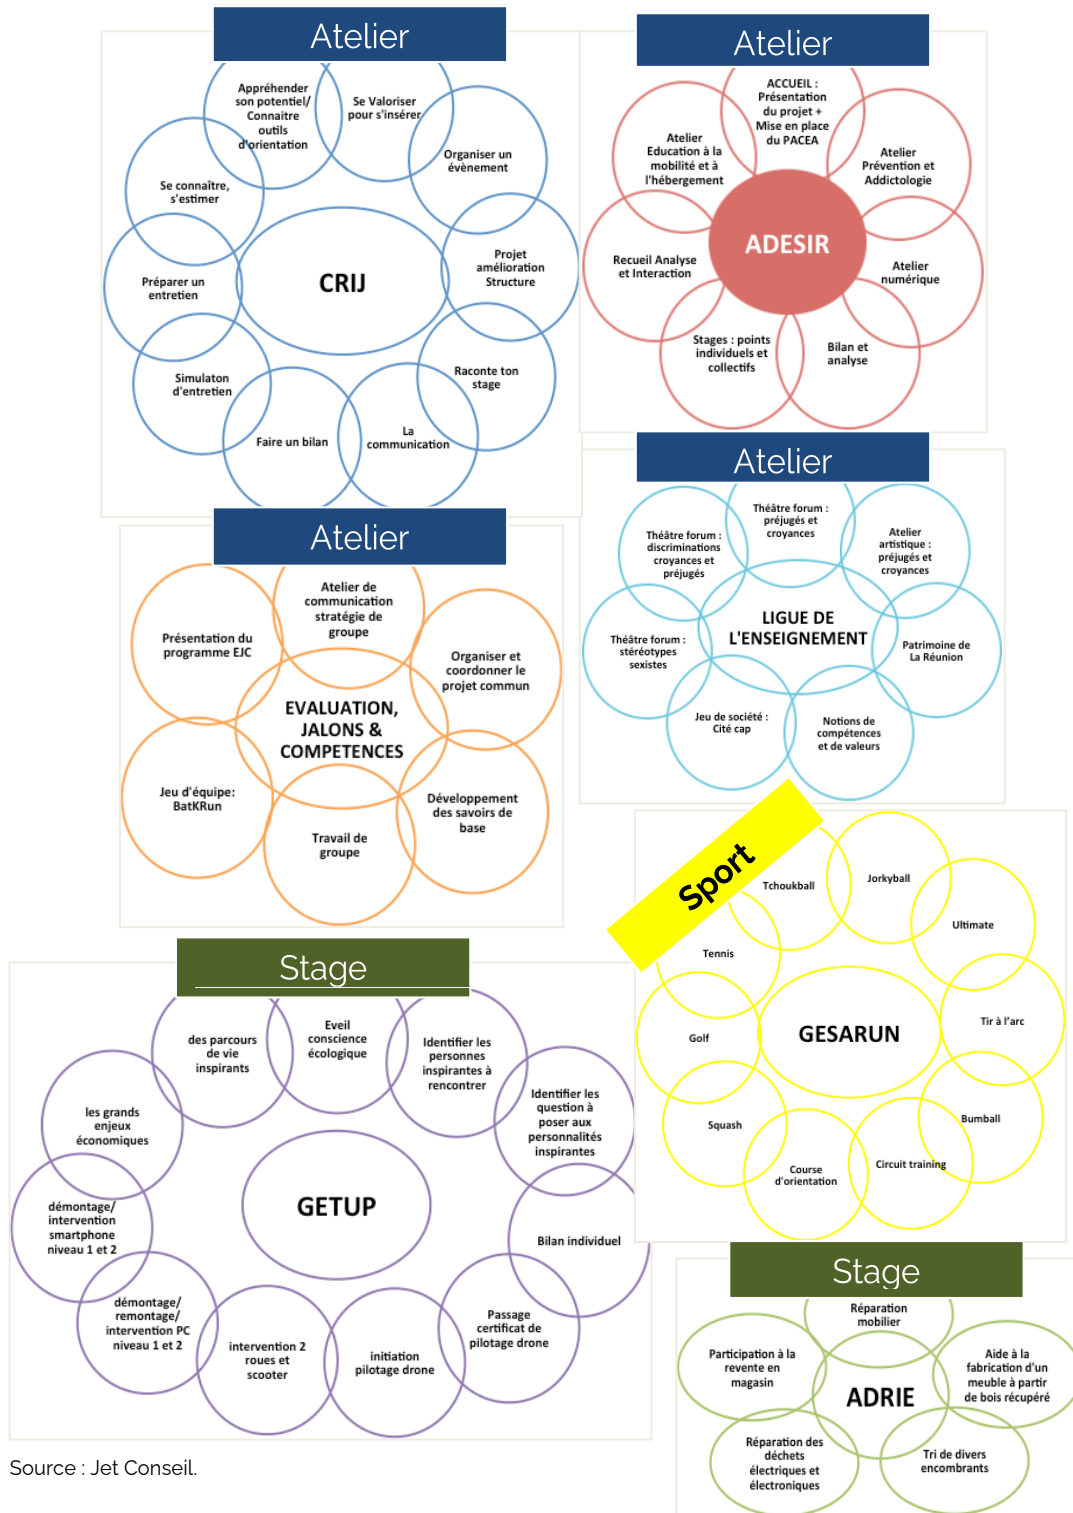 Atelier
Appréhender
son potentiel/
Connaitre
outils
d'orientation
Se Valoriser
pour s'insérer
Organiser un
évènement
Projet
amélioration
Structure
Raconte ton
stage
La
communication
Faire un bilan
Simulaton
d'entretien
Préparer un
entretien
Se connaître,
s'estimer
CRIJ
Atelier
ACCUEIL :
Présentation
du projet +
Mise en place
du PACEA
Atelier
Prévention et
Addictologie
Atelier
numérique
Bilan et
analyse
Stages : points
individuels et
collectifs
Recueil Analyse
et Interaction
Atelier
Education à la
mobilité et à
l'hébergement
ADESIR
Atelier
Théâtre forum :
préjugés et
croyances
Atelier
artistique :
préjugés et
croyances
Patrimoine de
La Réunion
Notions de
compétences
et de valeurs
Jeu de société :
Cité cap
Théâtre forum :
stéréotypes
sexistes
Théâtre forum :
discriminations
croyances et
préjugés
LIGUE DE
L'ENSEIGNEMENT
Atelier
Atelier de
communication
stratégie de
groupe
Organiser et
coordonner le
projet commun
Développement
des savoirs de
base
Travail de
groupe
Jeu d'équipe:
BatKRun
Présentation du
programme EJC
EVALUATION,
JALONS &
COMPETENCES
Sport
Tchoukball
Jorkyball
Ultimate
Tir à l'arc
Bumball
Circuit training
Course
d'orientation
Squash
Golf
Tennis
GESARUN
Stage
Eveil
conscience
écologique
Identifier les
personnes
inspirantes à
rencontrer
Identifier les
question à
poser aux
personnalités
inspirantes
Bilan individuel
Passage
certificat de
pilotage drone
initiation
pilotage drone
intervention 2
roues et
scooter
démontage/
remontage/
intervention PC
niveau 1 et 2
démontage/
intervention
smartphone
niveau 1 et 2
les grands
enjeux
économiques
des parcours
de vie
inspirants
GETUP
Stage
Réparation
mobilier
Aide à la
fabrication d'un
meuble à partir
de bois récupéré
Tri de divers
encombrants
Réparation des
déchets
électriques et
électroniques
Participation à la
revente en
magasin
ADRIE
Source : Jet Conseil.